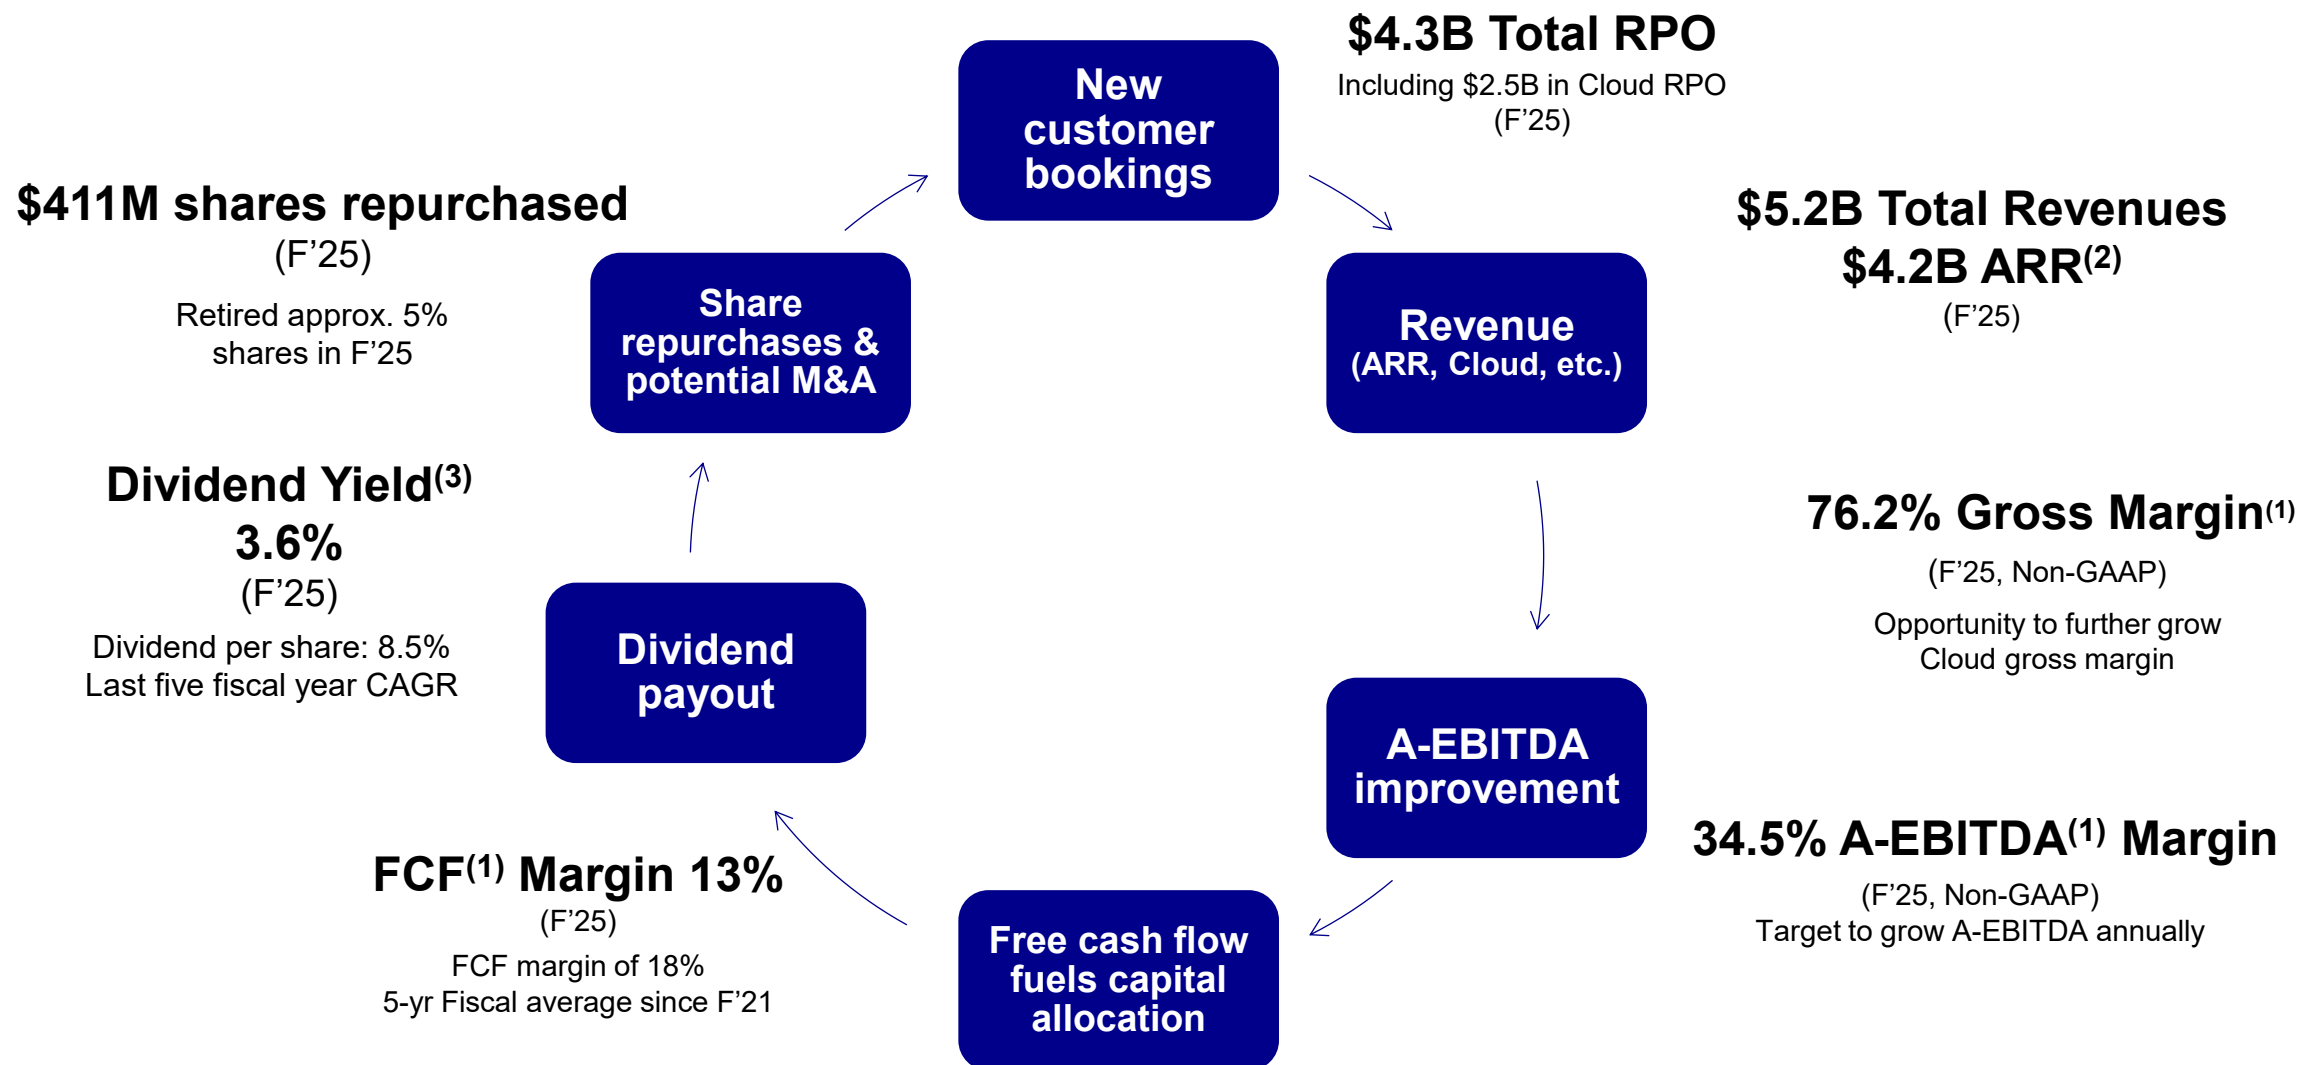 $4.3B Total RPO
Including $2.5B in Cloud RPO
(F’25)
New
customer
bookings
$5.2B Total Revenues
$4.2B ARR(2)
(F’25)
Revenue
(ARR, Cloud, etc.)
76.2% Gross Margin(1)
(F’25, Non-GAAP)
Opportunity to further grow
Cloud gross margin
A-EBITDA
improvement
34.5% A-EBITDA(1) Margin
(F’25, Non-GAAP)
Target to grow A-EBITDA annually
Free cash flow
fuels capital
allocation
FCF(1) Margin 13%
(F’25)
FCF margin of 18%
5-yr Fiscal average since F’21
Dividend
payout
Dividend Yield(3)
3.6%
(F’25)
Dividend per share: 8.5%
Last five fiscal year CAGR
Share
repurchases &
potential M&A
$411M shares repurchased
(F’25)
Retired approx. 5%
shares in F’25